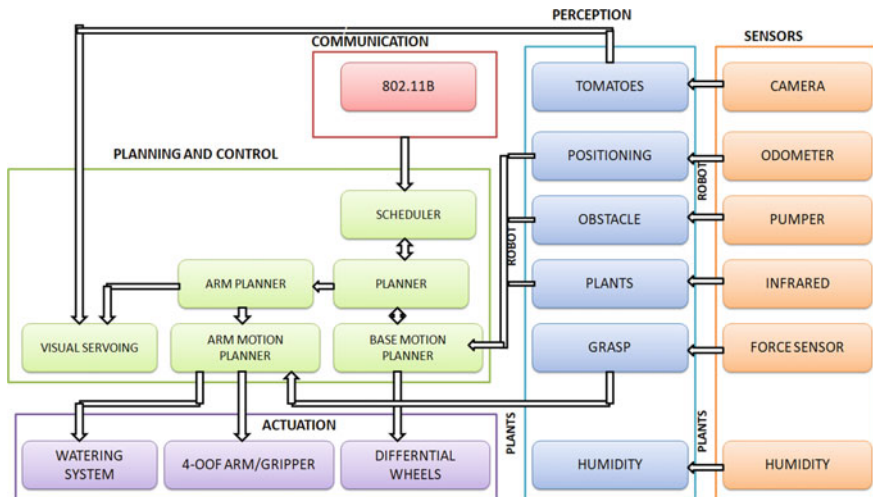 PERCEPTION
COMMUNICATION
SENSORS
802.11B
TOMATOES
CAMERA
PLANNING AND CONTROL
POSITIONING
ODOMETER
ROBOT
SCHEDULER
OBSTACLE
PUMPER
ROBOT
ARM PLANNER
PLANNER
PLANTS
INFRARED
VISUAL SERVOING
ARM MOTION
PLANNER
BASE MOTION
PLANNER
GRASP
FORCE SENSOR
ACTUATION
PLANTS
PLANTS
WATERING
SYSTEM
4-OOF ARM/GRIPPER
DIFFERNTIAL
WHEELS
HUMIDITY
HUMIDITY